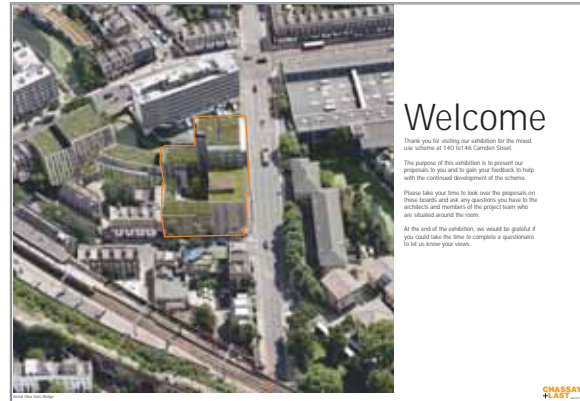 Welcome
Thank you for visiting our exhibition for the mixed
use scheme at 140 to146 Camden Street.
The purpose of this exhibition is to present our
proposals to you and to gain your feedback to help
with the continued development of the scheme.
Please take your time to look over the proposals on
these boards and ask any questions you have to the
architects and members of the project team who
are situated around the room.
At the end of the exhibition, we would be grateful if
you could take the time to complete a questionaire
to let us know your views.
Aerial View from Bridge
CHASSAY
+LAST